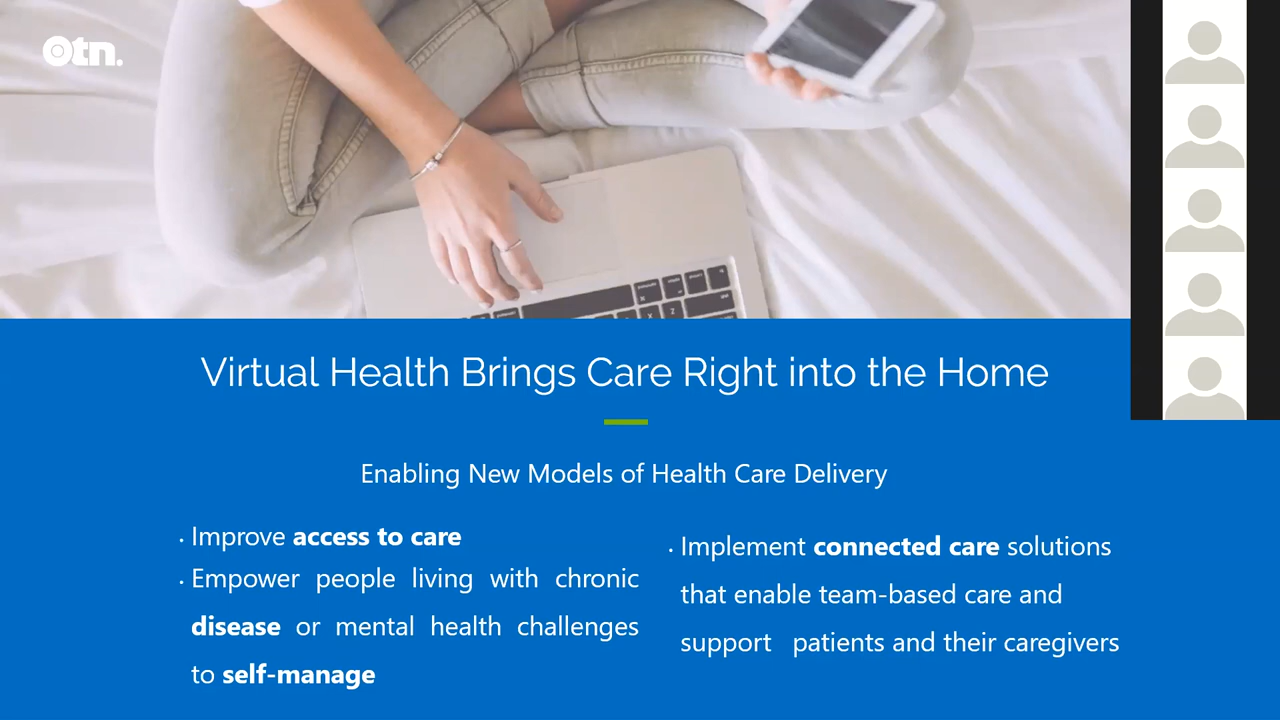 Otn.
Virtual Health Brings Care Right into the Home
Enabling New Models of Health Care Delivery
• Improve access to care
• Empower people living with chronic
disease or mental health challenges
to self-manage
• Implement connected care solutions
that enable team-based care and
support patients and their caregivers